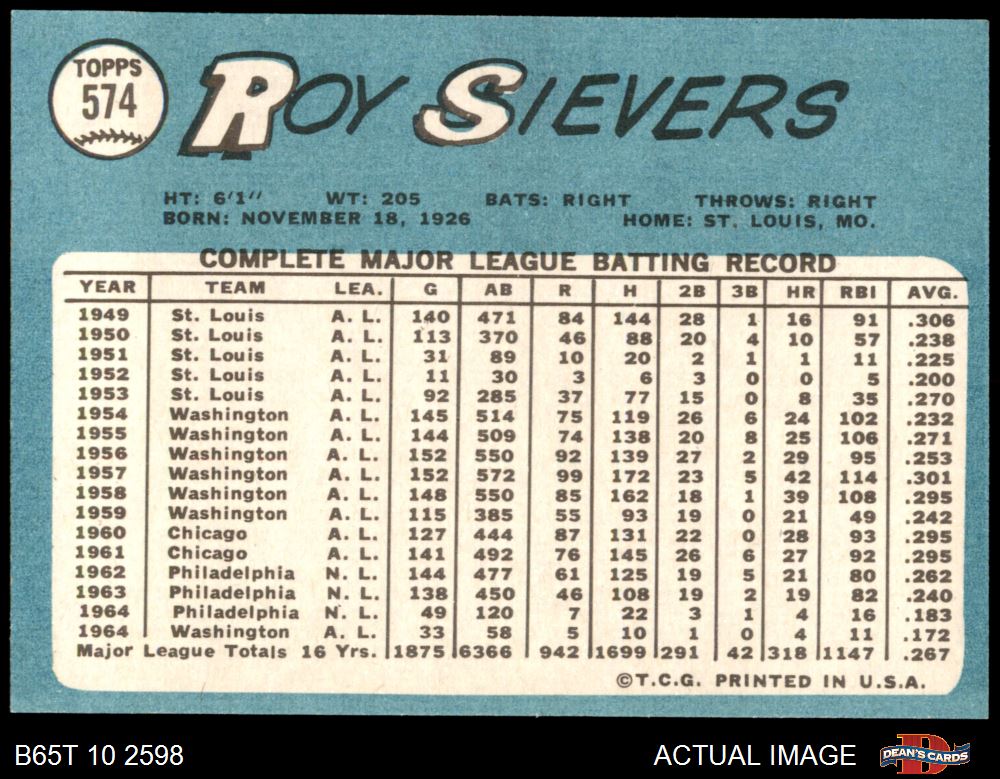 TOPPS
574
ROY SIEVERS
HT: 6'1" WT: 205 BATS: RIGHT THROWS: RIGHT
BORN: NOVEMBER 18, 1926 HOME: ST. LOUIS, MO.
COMPLETE MAJOR LEAGUE BATTING RECORD
YEAR TEAM LEA. G AB R H 2B 3B HR RBI AVG.
1949 St. Louis A. L. 140 471 84 144 28 1 16 91 .306
1950 St. Louis A. L. 113 370 46 88 20 4 10 57 .238
1951 St. Louis A. L. 31 89 10 20 2 1 1 11 .225
1952 St. Louis A. L. 11 30 3 6 3 0 0 5 .200
1953 St. Louis A. L. 92 285 37 77 15 0 8 35 .270
1954 Washington A. L. 145 514 75 119 26 6 24 102 .232
1955 Washington A. L. 144 509 74 138 20 8 25 106 .271
1956 Washington A. L. 152 550 92 139 27 2 29 95 .253
1957 Washington A. L. 152 572 99 172 23 5 42 114 .301
1958 Washington A. L. 148 550 85 162 18 1 39 108 .295
1959 Washington A. L. 115 385 55 93 19 0 21 49 .242
1960 Chicago A. L. 127 444 87 131 22 0 28 93 .295
1961 Chicago A. L. 141 492 76 145 26 6 27 92 .295
1962 Philadelphia N. L. 144 477 61 125 19 5 21 80 .262
1963 Philadelphia N. L. 138 450 46 108 19 2 19 82 .240
1964 Philadelphia N. L. 49 120 7 22 3 1 4 16 .183
1964 Washington A. L. 33 58 5 10 1 0 4 11 .172
Major League Totals 16 Yrs. 1875 6366 942 1699 291 42 318 1147 .267
©T.C.G. PRINTED IN U.S.A.
B65T 10 2598 ACTUAL IMAGE DEAN'S CARDS